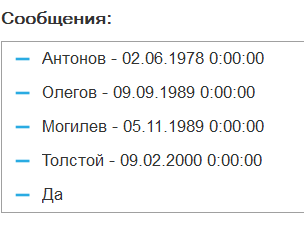 Сообщения:
Антонов - 02.06.1978 0:00:00
Олегов - 09.09.1989 0:00:00
Могилев - 05.11.1989 0:00:00
Толстой - 09.02.2000 0:00:00
Да